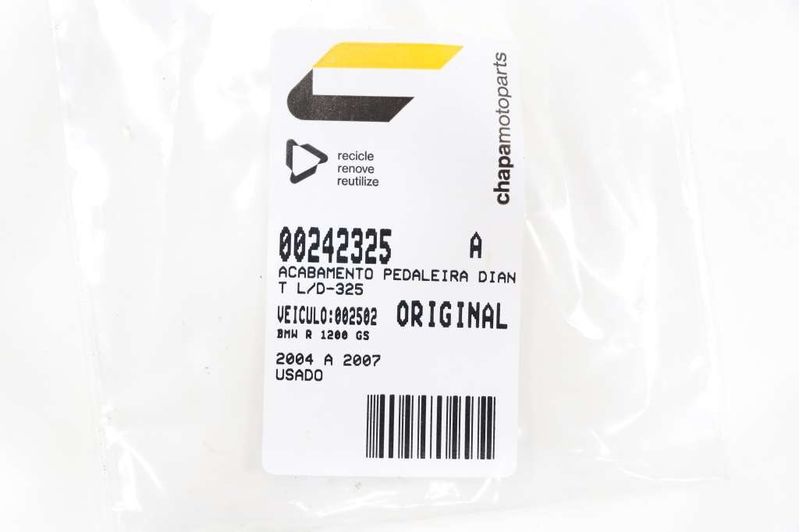 chapamotoparts
recicle
renove
reutilize
00242325 A
ACABAMENTO PEDALEIRA DIAN
T L/D-325
VEICULO:002502 ORIGINAL
BMW R 1200 GS
2004 A 2007
USADO